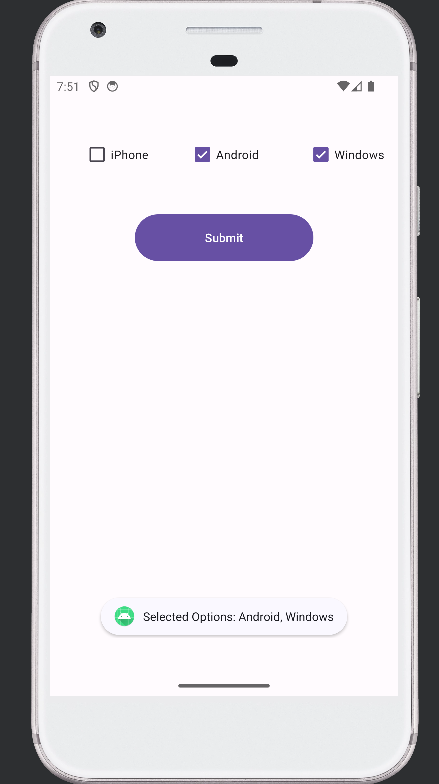 7:51
iPhone Android Windows
Submit
Selected Options: Android, Windows